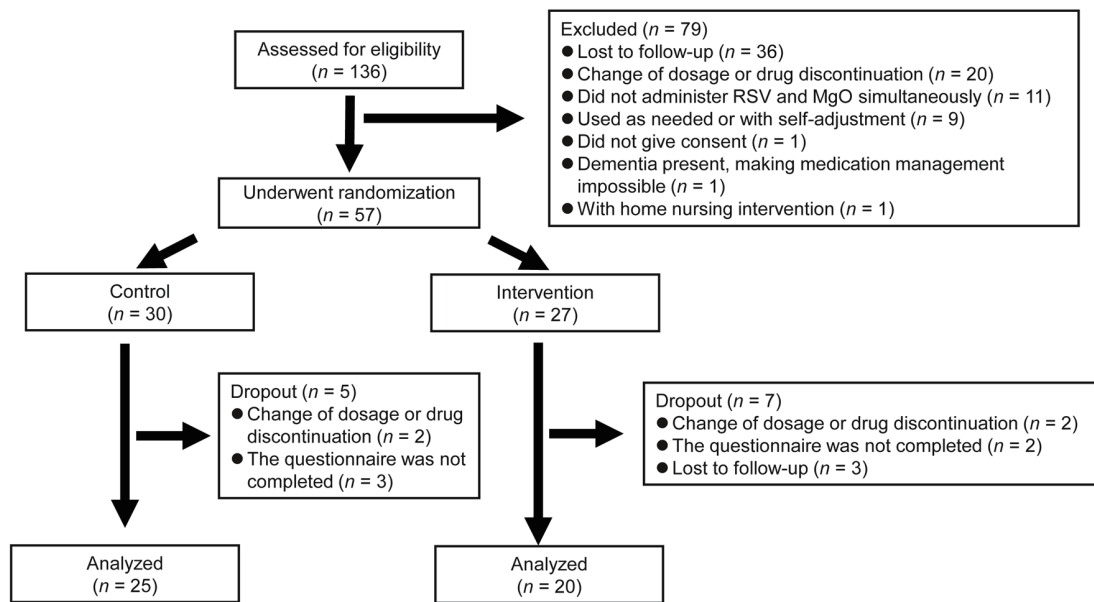 Assessed for eligibility
(n = 136)
Excluded (n = 79)
● Lost to follow-up (n = 36)
● Change of dosage or drug discontinuation (n = 20)
● Did not administer RSV and MgO simultaneously (n = 11)
● Used as needed or with self-adjustment (n = 9)
● Did not give consent (n = 1)
● Dementia present, making medication management
impossible (n = 1)
● With home nursing intervention (n = 1)
Underwent randomization
(n = 57)
Control
(n = 30)
Intervention
(n = 27)
Dropout (n = 5)
● Change of dosage or drug
discontinuation (n = 2)
● The questionnaire was not
completed (n = 3)
Dropout (n = 7)
● Change of dosage or drug discontinuation (n = 2)
● The questionnaire was not completed (n = 2)
● Lost to follow-up (n = 3)
Analyzed
(n = 25)
Analyzed
(n = 20)